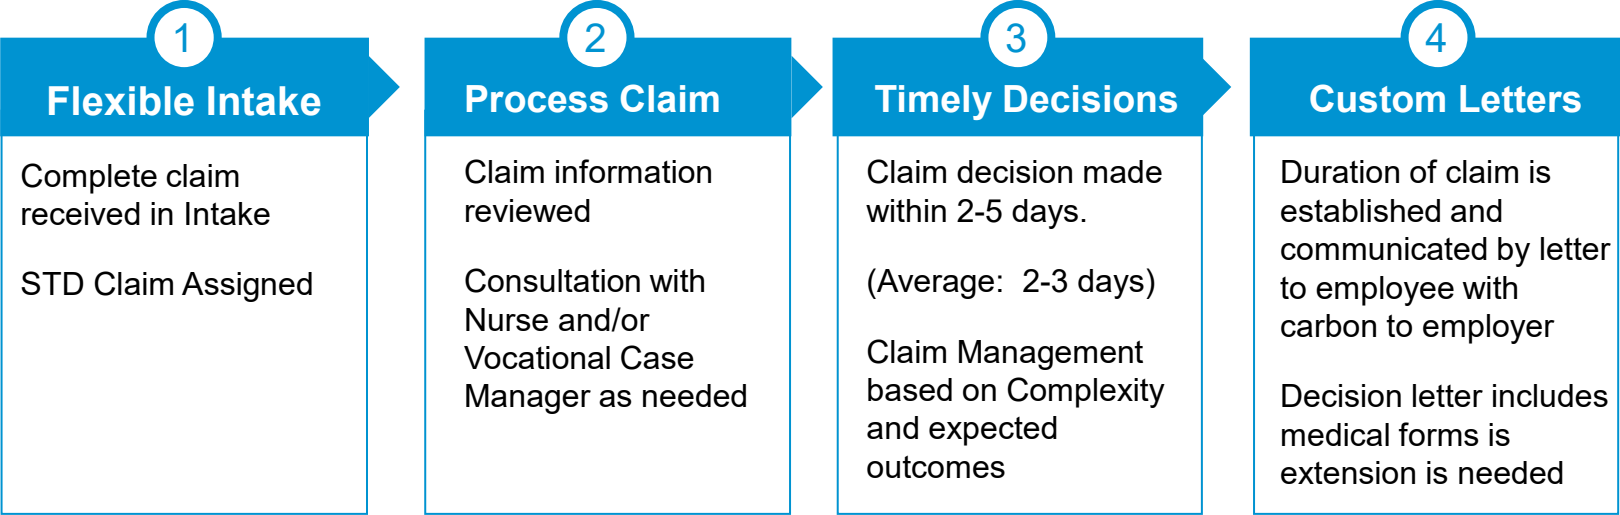 1
Flexible Intake
Complete claim
received in Intake
STD Claim Assigned
2
Process Claim
Claim information
reviewed
Consultation with
Nurse and/or
Vocational Case
Manager as needed
3
Timely Decisions
Claim decision made
within 2-5 days.
(Average:  2-3 days)
Claim Management
based on Complexity
and expected
outcomes
4
Custom Letters
Duration of claim is
established and
communicated by letter
to employee with
carbon to employer
Decision letter includes
medical forms is
extension is needed